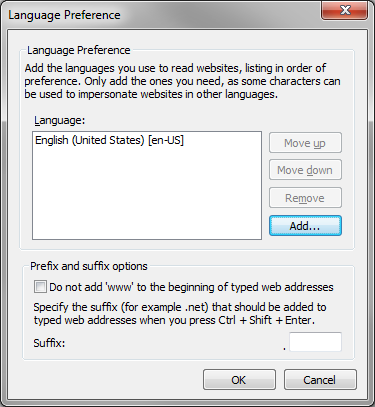 Language Preference
Language Preference
Add the languages you use to read websites, listing in order of
preference. Only add the ones you need, as some characters can
be used to impersonate websites in other languages.
Language:
English (United States) [en-US]
Move up
Move down
Remove
Add...
Prefix and suffix options
Do not add 'www' to the beginning of typed web addresses
Specify the suffix (for example .net) that should be added to
typed web addresses when you press Ctrl + Shift + Enter.
Suffix: .
OK Cancel